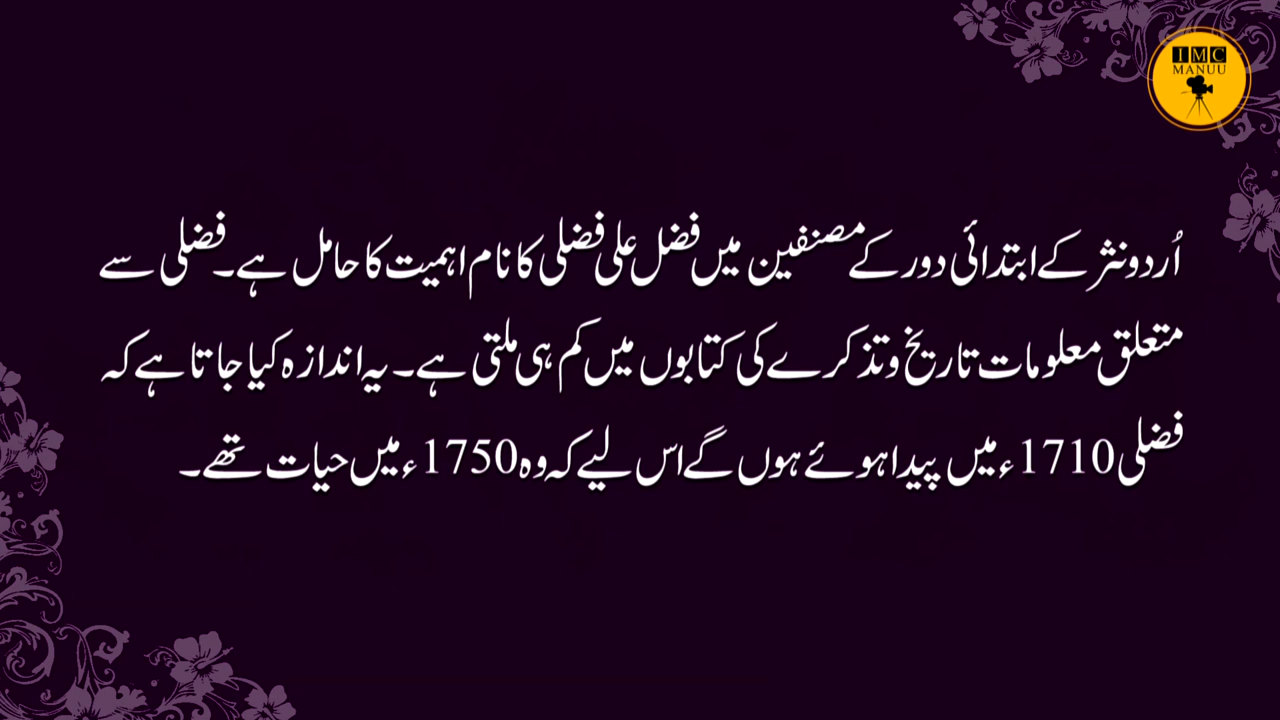 IMC
MANUU
اُردو نثر کے ابتدائی دور کے مصنفین میں فضل علی فضلی کا نام اہمیت کا حامل ہے۔ فضلی سے
متعلق معلومات تاریخ و تذکرے کی کتابوں میں کم ہی ملتی ہے۔ یہ اندازہ کیا جاتا ہے کہ
فضلی 1710ء میں پیدا ہوئے ہوں گے اس لیے کہ وہ 1750ء میں حیات تھے۔